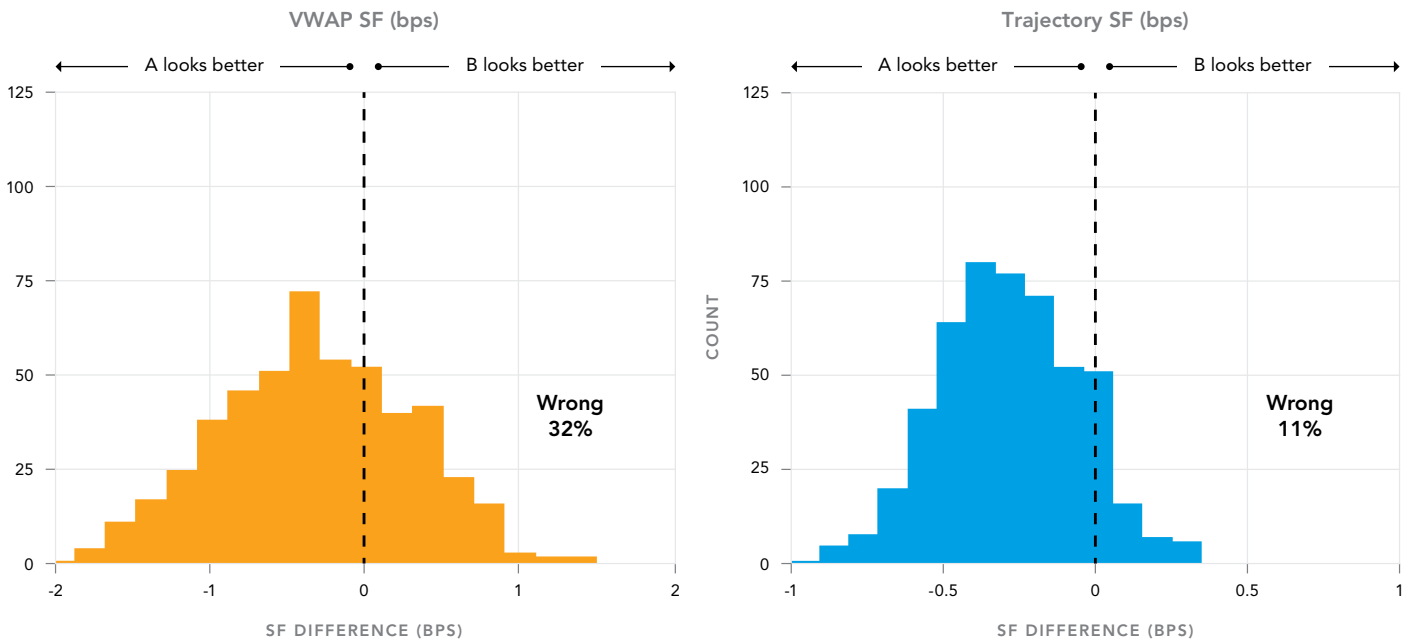 VWAP SF (bps)
A looks better
B looks better
125
100
75
50
25
0
Wrong
32%
-2
-1
0
1
2
SF DIFFERENCE (BPS)
Trajectory SF (bps)
A looks better
B looks better
COUNT
125
100
75
50
25
0
Wrong
11%
-1
-0.5
0
0.5
1
SF DIFFERENCE (BPS)